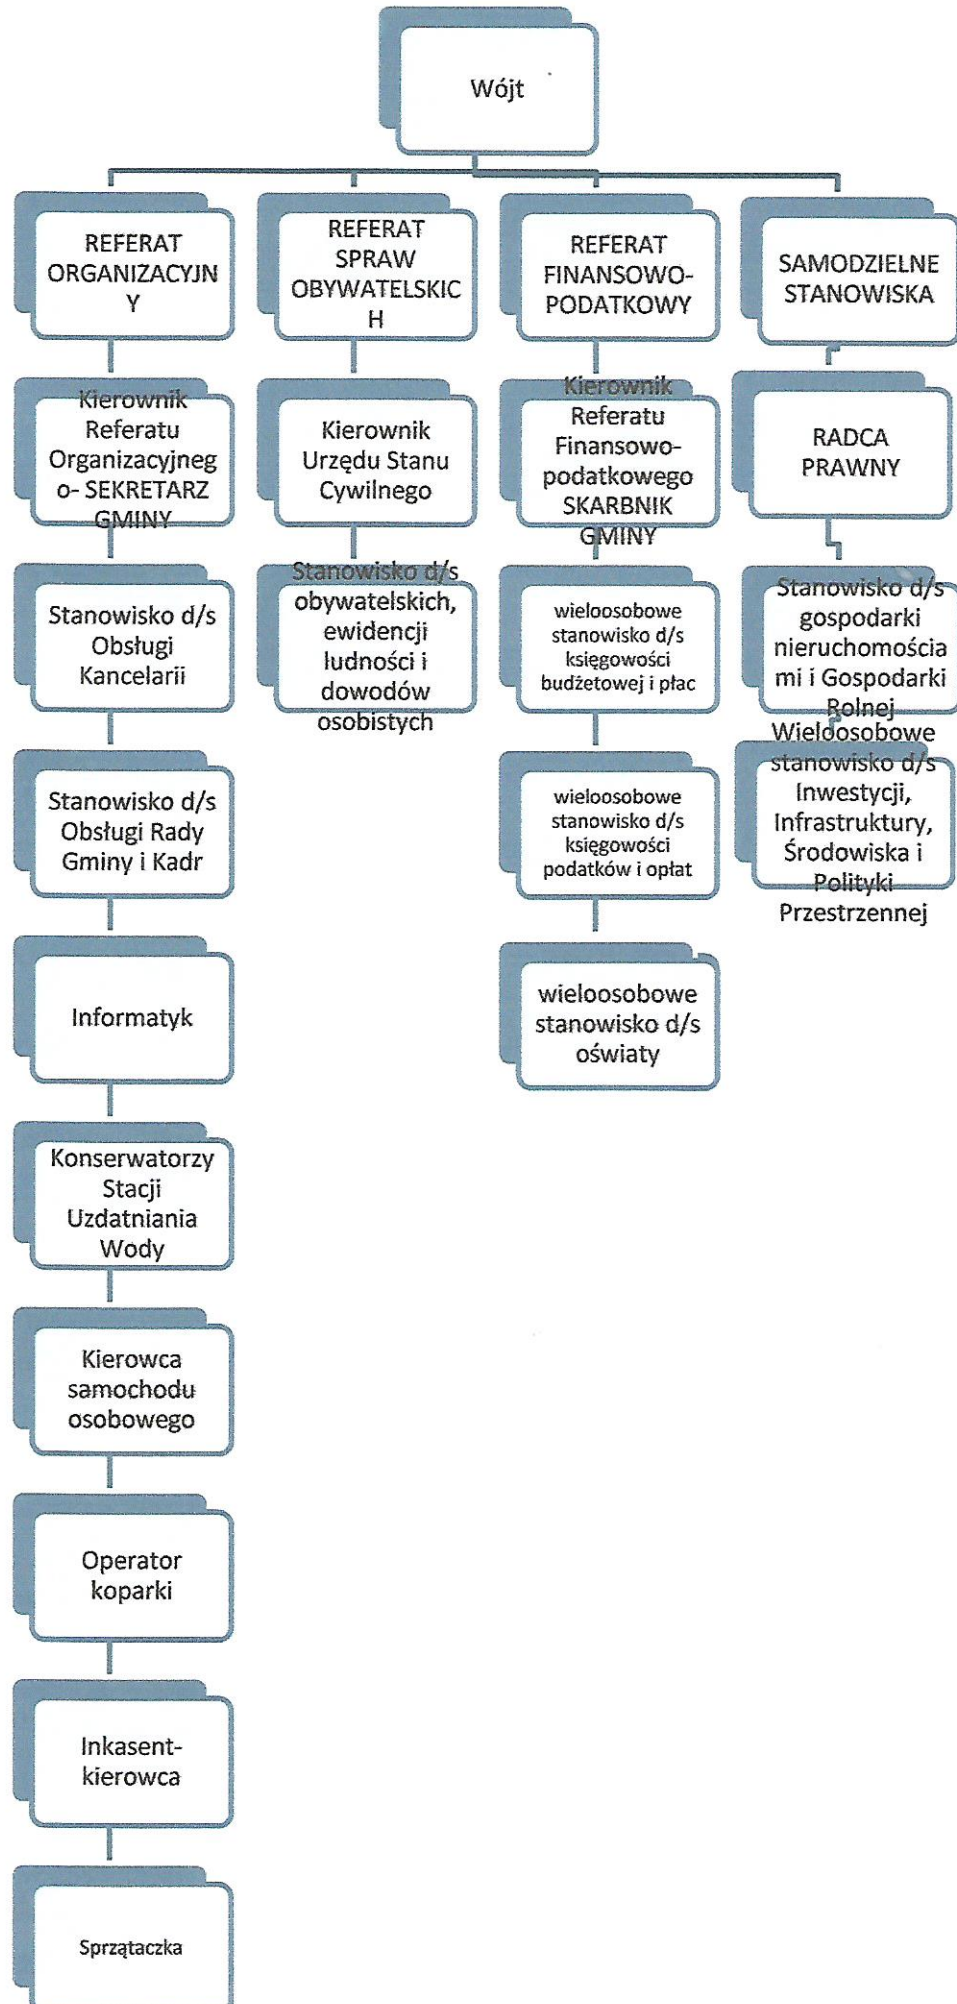 Wójt
REFERAT
ORGANIZACYJN
Y
Kierownik
Referatu
Organizacyjneg
o- SEKRETARZ
GMINY
Stanowisko d/s
Obsługi
Kancelarii
Stanowisko d/s
Obsługi Rady
Gminy i Kadr
Informatyk
Konserwatorzy
Stacji
Uzdatniania
Wody
Kierowca
samochodu
osobowego
Operator
koparki
Inkasent-
kierowca
Sprzątaczka
REFERAT
SPRAW
OBYWATELSKIC
H
Kierownik
Urzędu Stanu
Cywilnego
Stanowisko d/s
obywatelskich,
ewidencji
ludności i
dowodów
osobistych
REFERAT
FINANSOWO-
PODATKOWY
Kierownik
Referatu
Finansowo-
podatkowego
SKARBNIK
GMINY
wieloosobowe
stanowisko d/s
księgowości
budżetowej i płac
wieloosobowe
stanowisko d/s
księgowości
podatków i opłat
wieloosobowe
stanowisko d/s
oświaty
SAMODZIELNE
STANOWISKA
RADCA
PRAWNY
Stanowisko d/s
gospodarki
nieruchomościa
mi i Gospodarki
Rolnej
Wieloosobowe
stanowisko d/s
Inwestycji,
Infrastruktury,
Środowiska i
Polityki
Przestrzennej